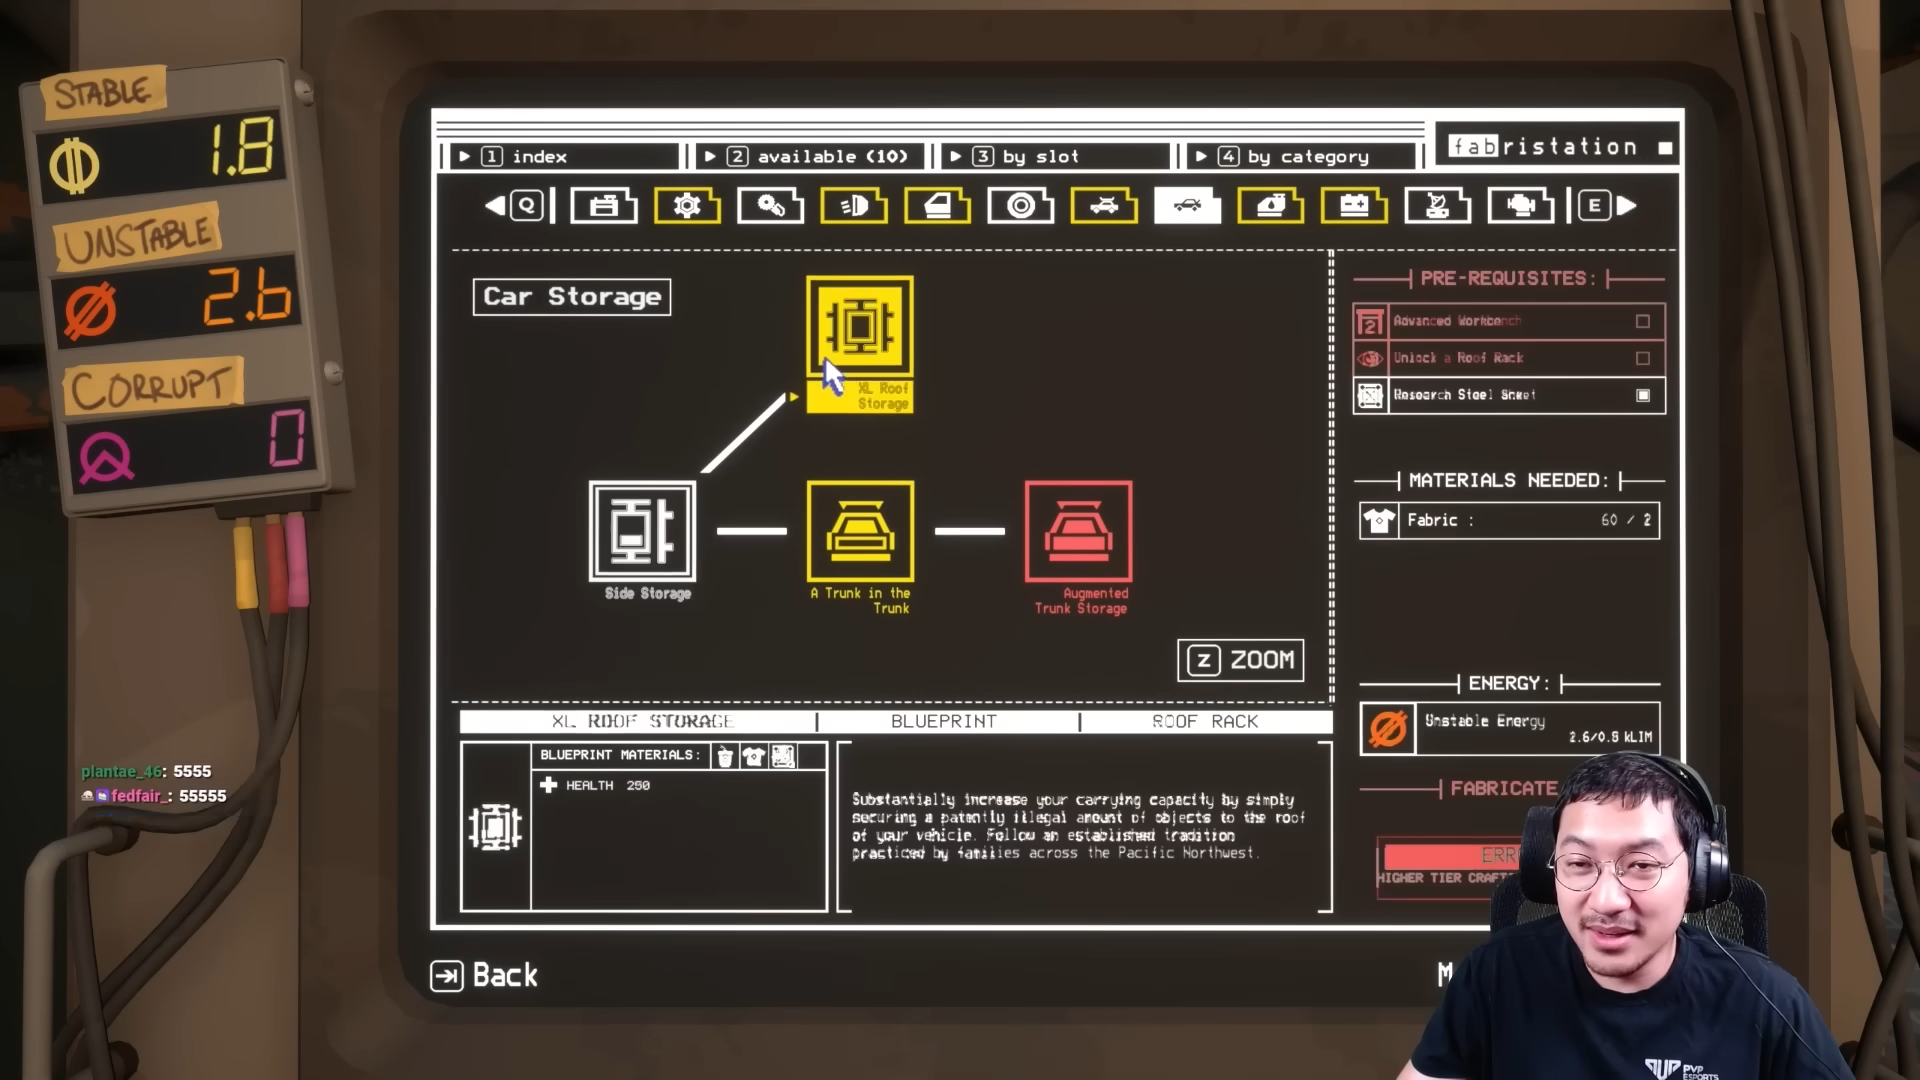 STABLE
1.8
UNSTABLE
2.6
CORRUPT
0
1 index
2 available (10)
3 by slot
4 by category
fabristation
Q
E
Car Storage
XL Roof
Storage
Side Storage
A Trunk in the
Trunk
Augmented
Trunk Storage
Z ZOOM
PRE-REQUISITES:
2 Advanced Workbench
Unlock a Roof Rack
Research Steel Sheet
MATERIALS NEEDED:
Fabric : 60 / 2
ENERGY:
Unstable Energy
2.6/0.5 kLIM
FABRICATE
ERR
HIGHER TIER CRAFT
XL ROOF STORAGE
BLUEPRINT
ROOF RACK
BLUEPRINT MATERIALS:
HEALTH 250
Substantially increase your carrying capacity by simply
securing a patently illegal amount of objects to the roof
of your vehicle. Follow an established tradition
practiced by families across the Pacific Northwest.
Back
M
plantae_46: 5555
fedfair_: 55555
PVP
ESPORTS